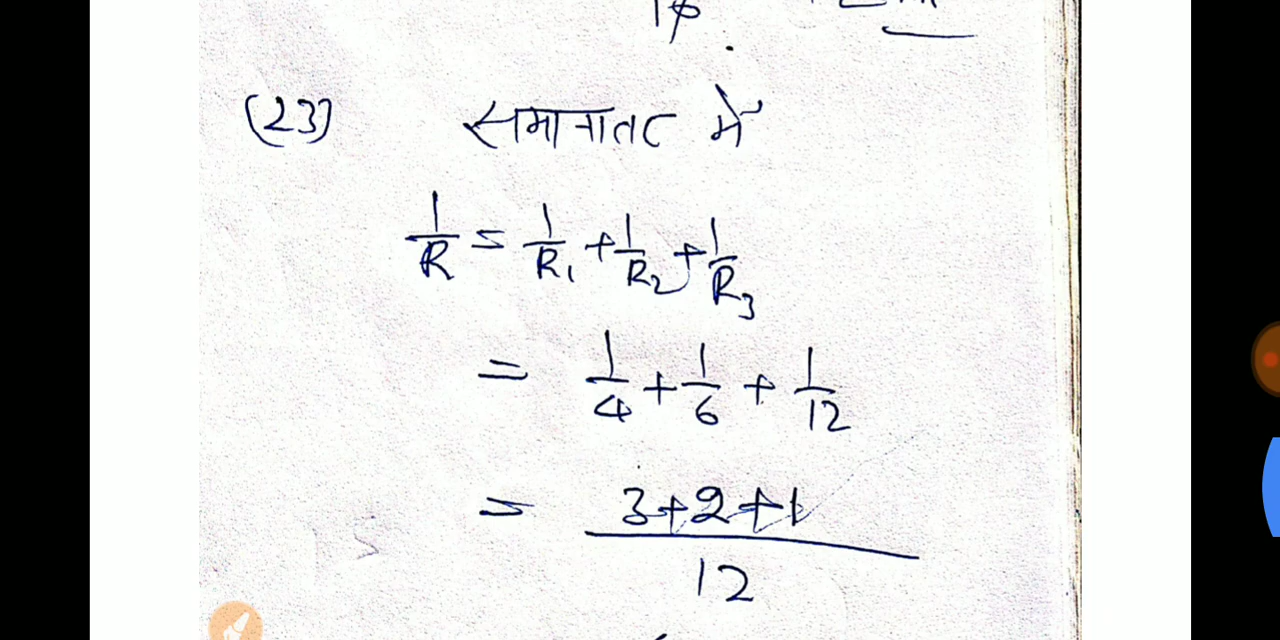 (23) समानातर में
1/R = 1/R₁ + 1/R₂ + 1/R₃
= 1/4 + 1/6 + 1/12
= 3+2+1/12